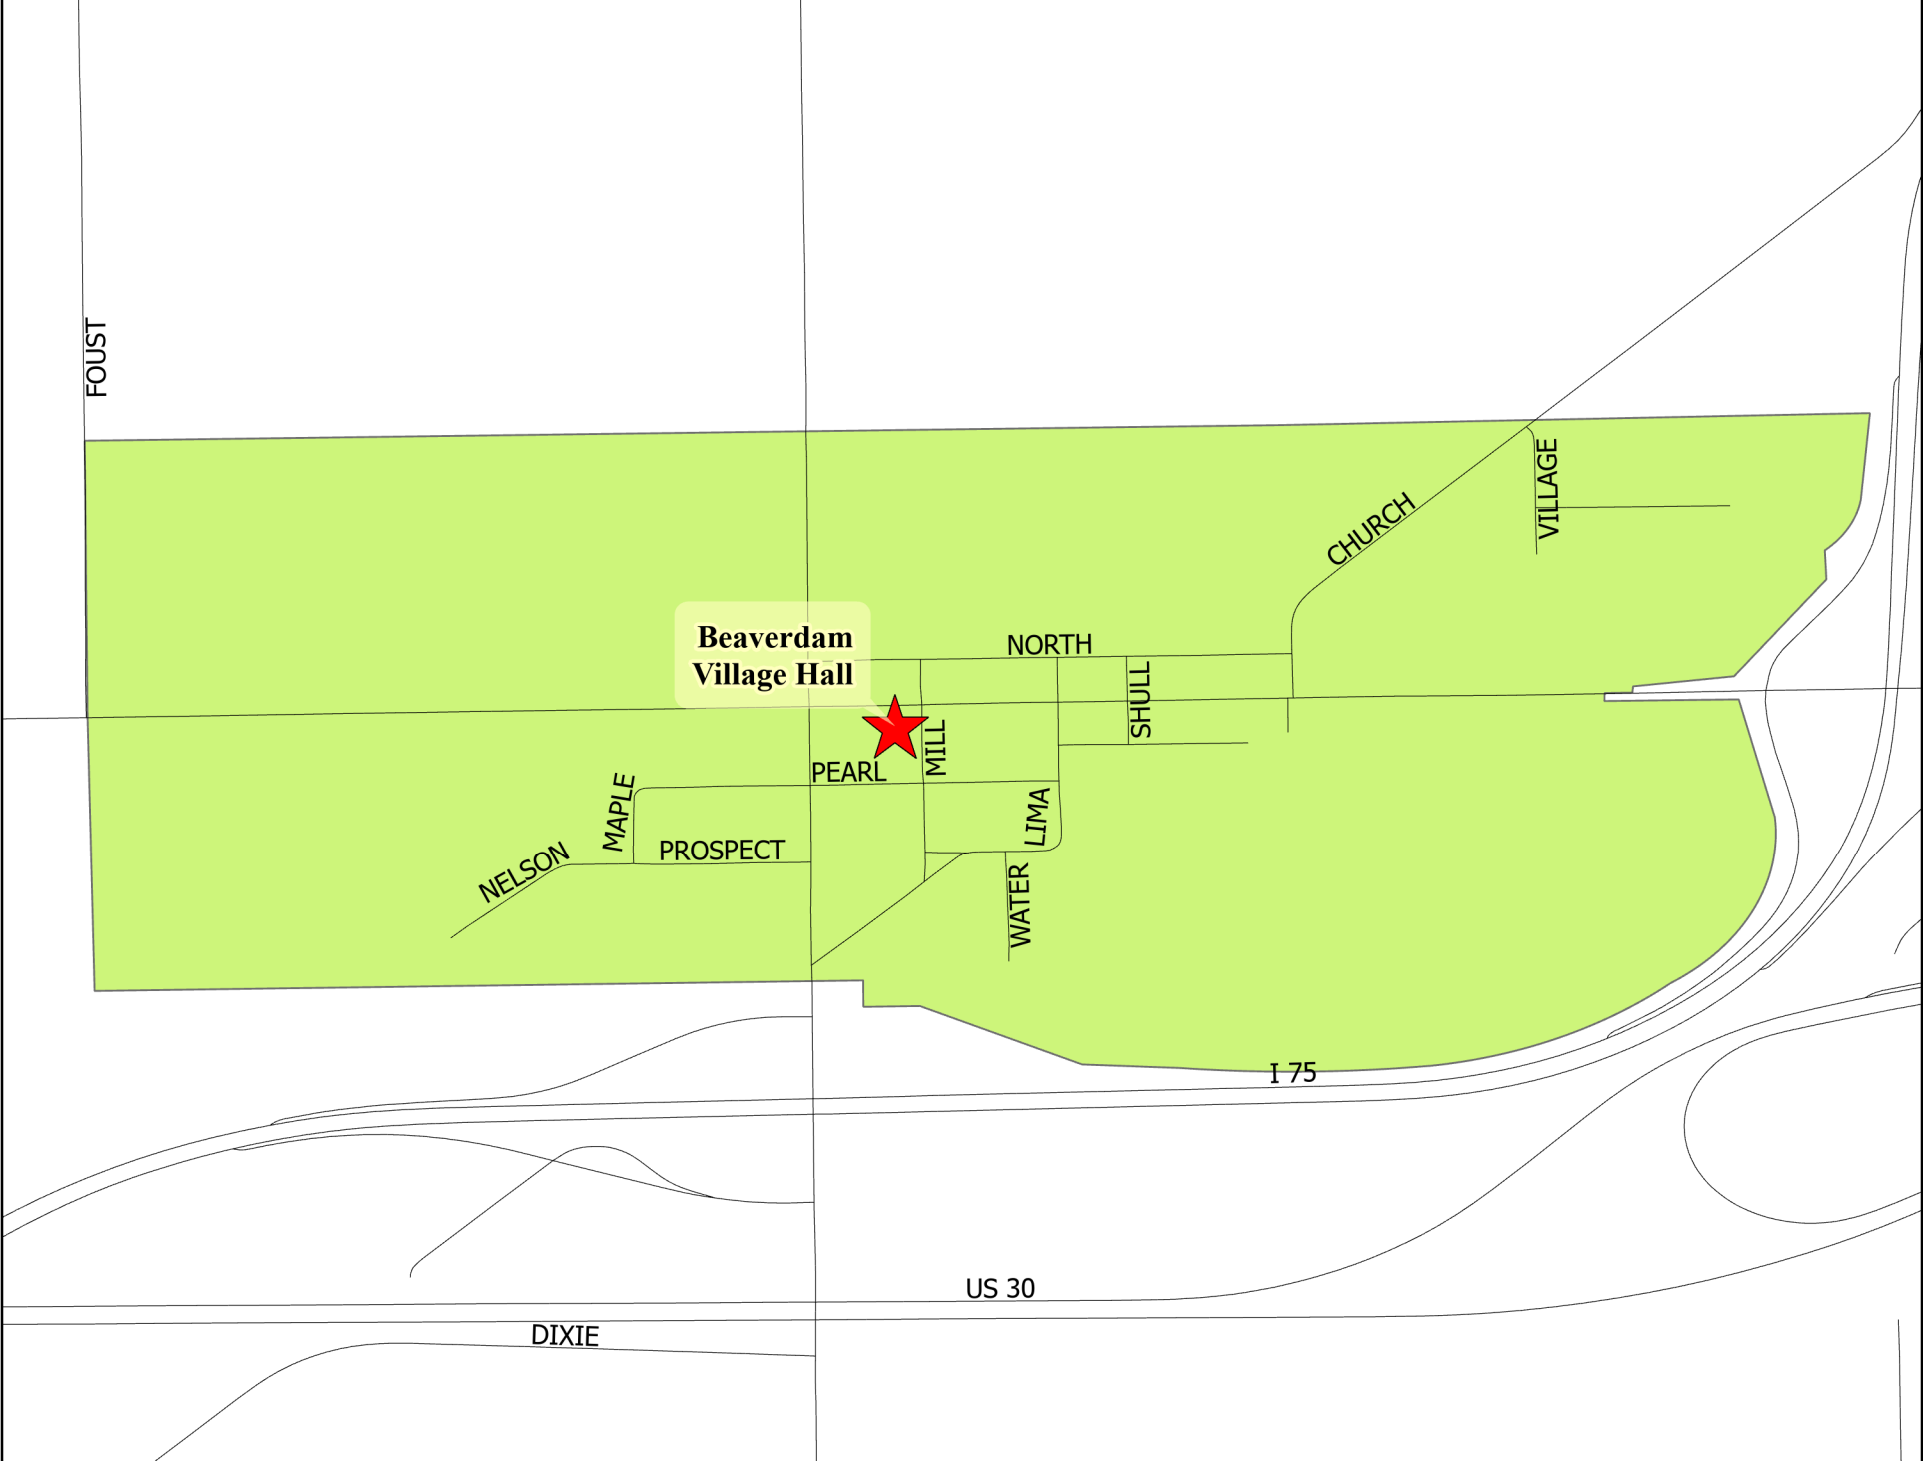 FOUST
VILLAGE
CHURCH
Beaverdam
Village Hall
NORTH
SHULL
MILL
PEARL
MAPLE
LIMA
PROSPECT
NELSON
WATER
I 75
US 30
DIXIE